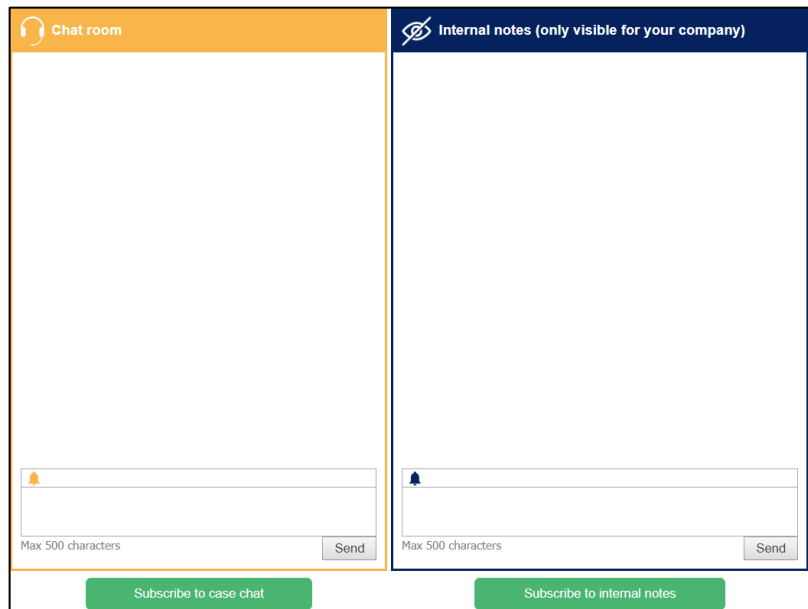 Chat room
Max 500 characters
Send
Subscribe to case chat
Internal notes (only visible for your company)
Max 500 characters
Send
Subscribe to internal notes